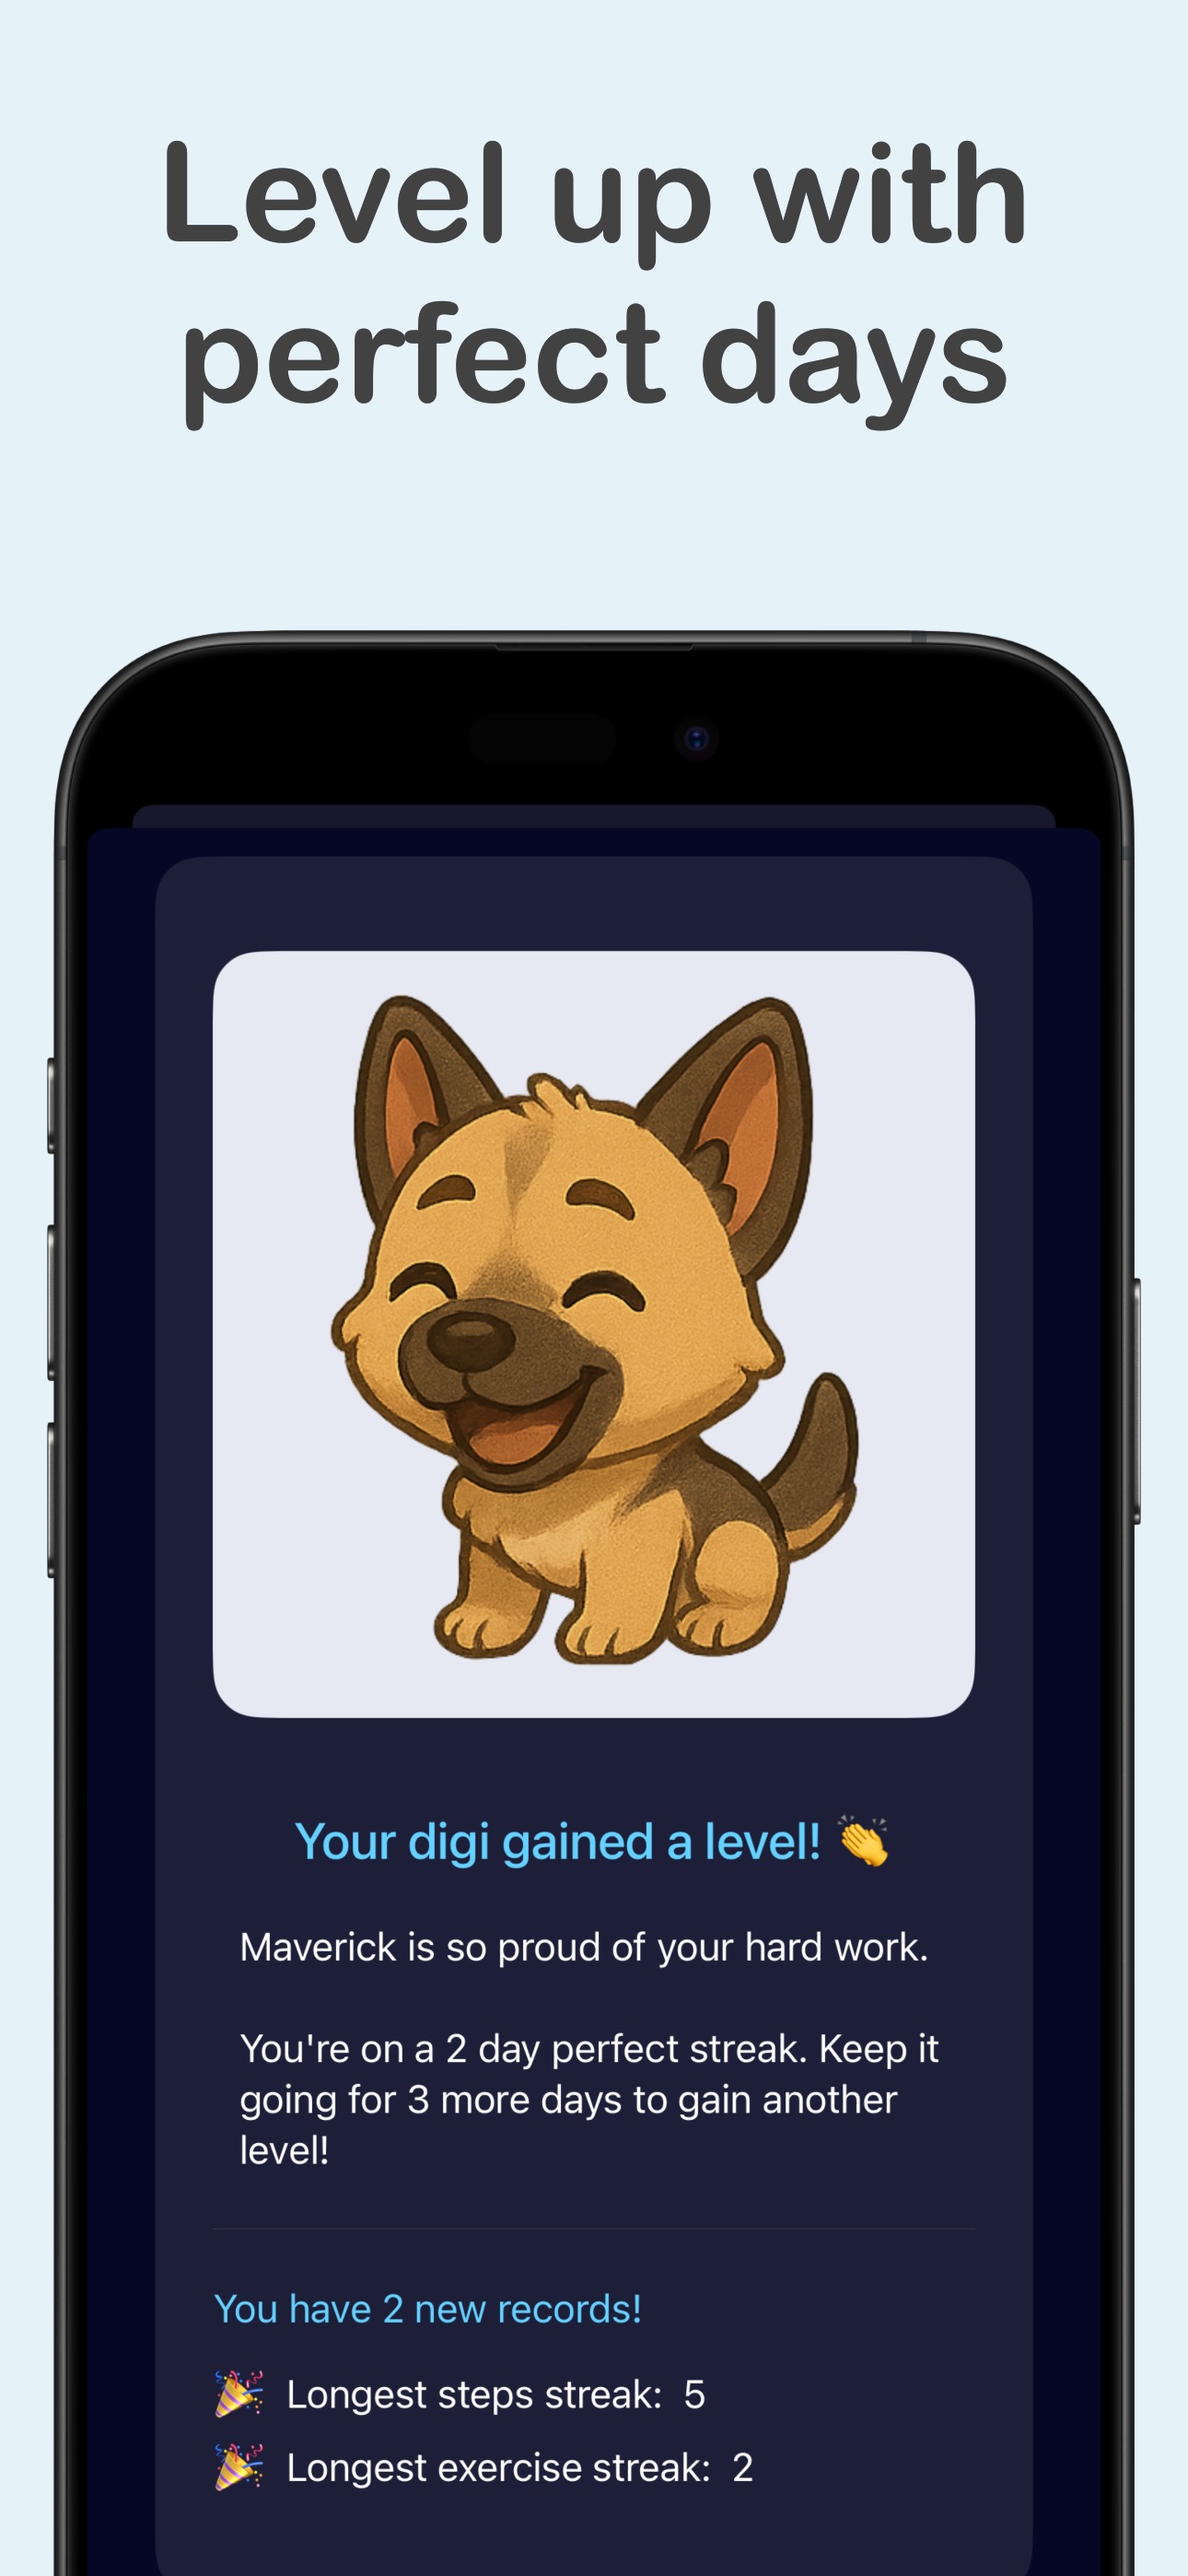 Level up with
perfect days
Your digi gained a level! 👏
Maverick is so proud of your hard work.
You're on a 2 day perfect streak. Keep it
going for 3 more days to gain another
level!
You have 2 new records!
🎉 Longest steps streak: 5
🎉 Longest exercise streak: 2